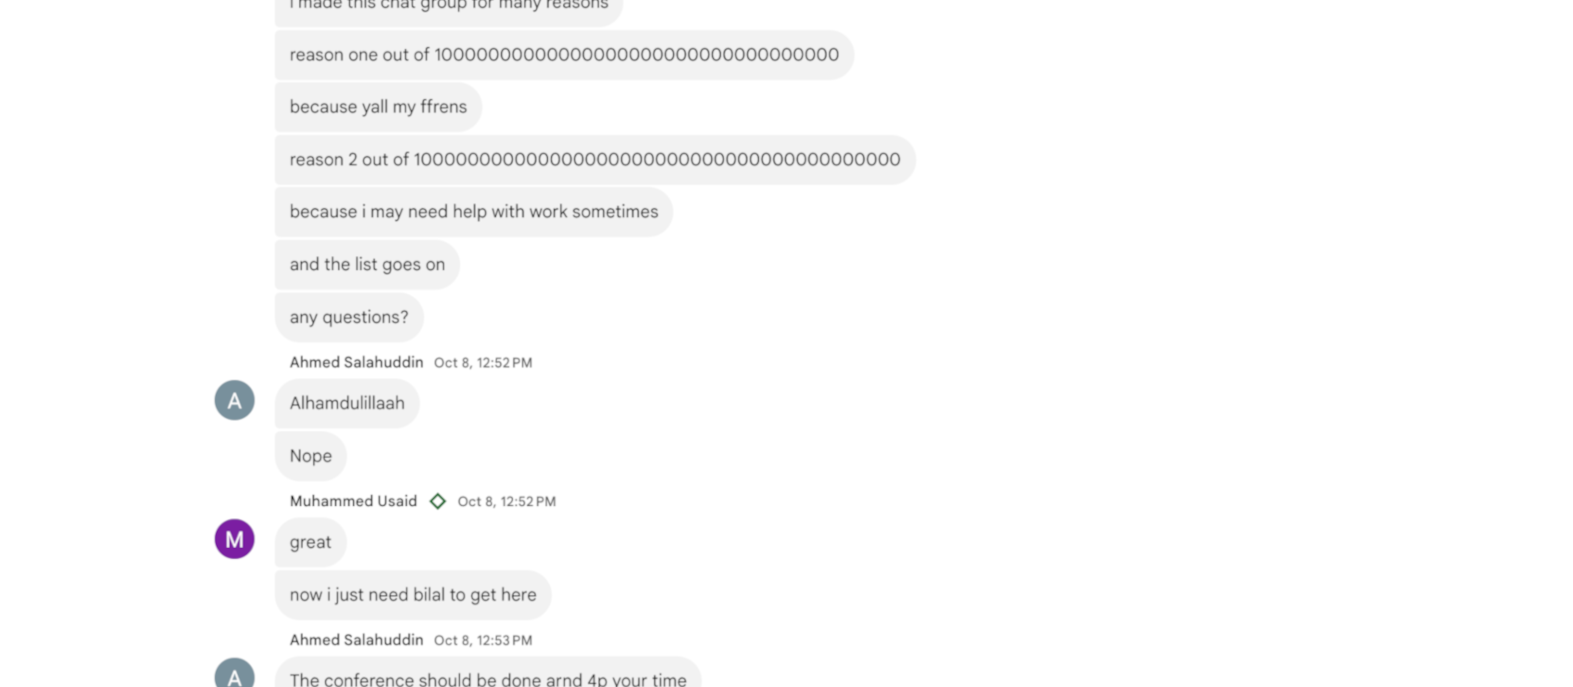 i made this chat group for many reasons
reason one out of 10000000000000000000000000000000000
because yall my ffrens
reason 2 out of 10000000000000000000000000000000000000000
because i may need help with work sometimes
and the list goes on
any questions?
Ahmed Salahuddin Oct 8, 12:52 PM
A
Alhamdulillaah
Nope
Muhammed Usaid Oct 8, 12:52 PM
M
great
now i just need bilal to get here
Ahmed Salahuddin Oct 8, 12:53 PM
A
The conference should be done arnd 4p your time